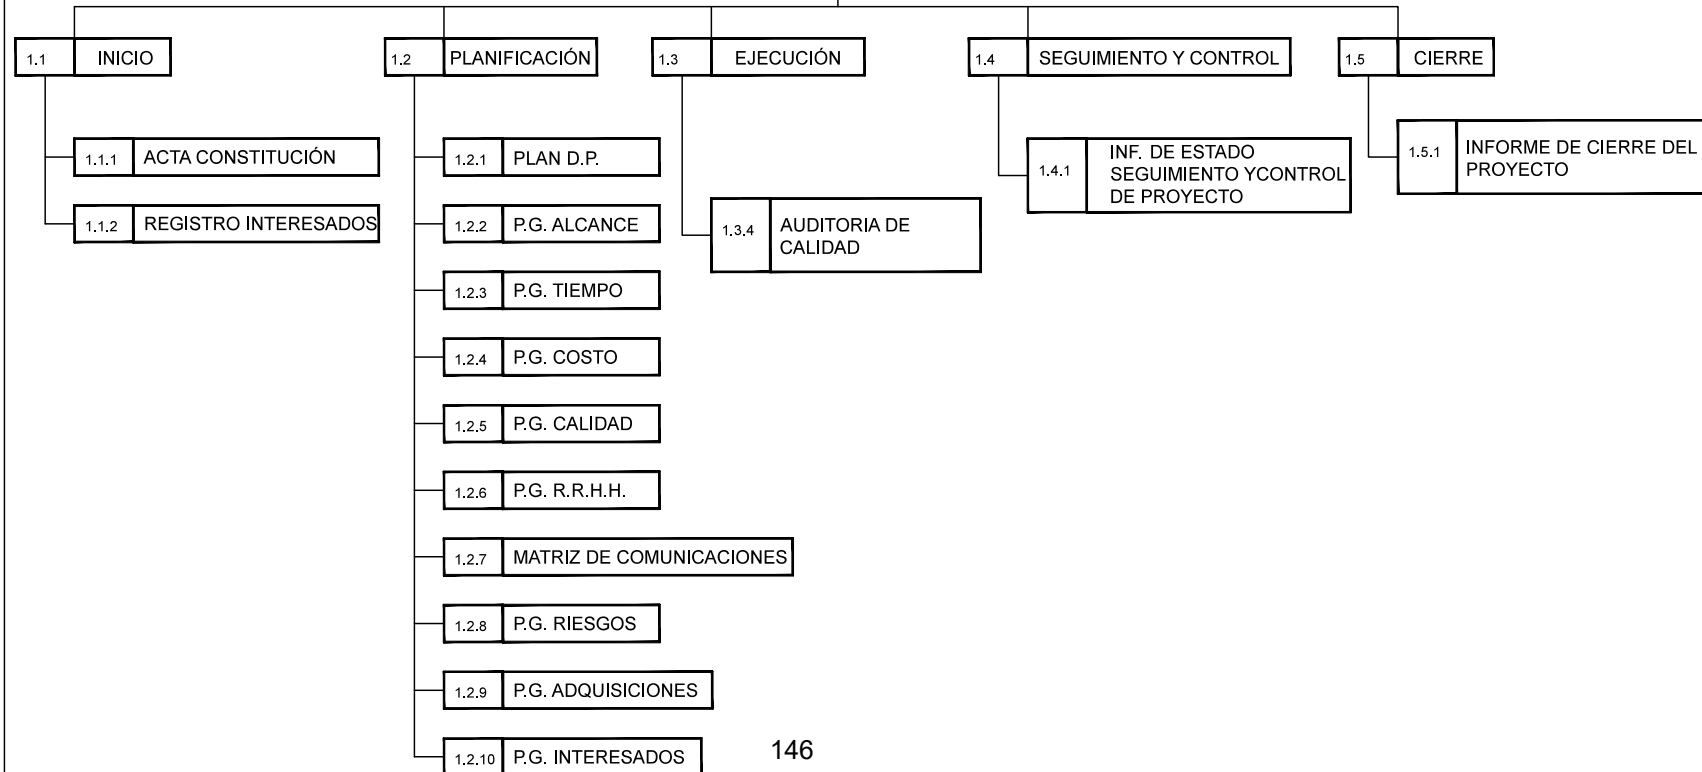 1.1 INICIO
1.2 PLANIFICACIÓN
1.3 EJECUCIÓN
1.4 SEGUIMIENTO Y CONTROL
1.5 CIERRE
1.1.1 ACTA CONSTITUCIÓN
1.1.2 REGISTRO INTERESADOS
1.2.1 PLAN D.P.
1.2.2 P.G. ALCANCE
1.2.3 P.G. TIEMPO
1.2.4 P.G. COSTO
1.2.5 P.G. CALIDAD
1.2.6 P.G. R.R.H.H.
1.2.7 MATRIZ DE COMUNICACIONES
1.2.8 P.G. RIESGOS
1.2.9 P.G. ADQUISICIONES
1.2.10 P.G. INTERESADOS
1.3.4 AUDITORIA DE
CALIDAD
1.4.1 INF. DE ESTADO
SEGUIMIENTO YCONTROL
DE PROYECTO
1.5.1 INFORME DE CIERRE DEL
PROYECTO
146